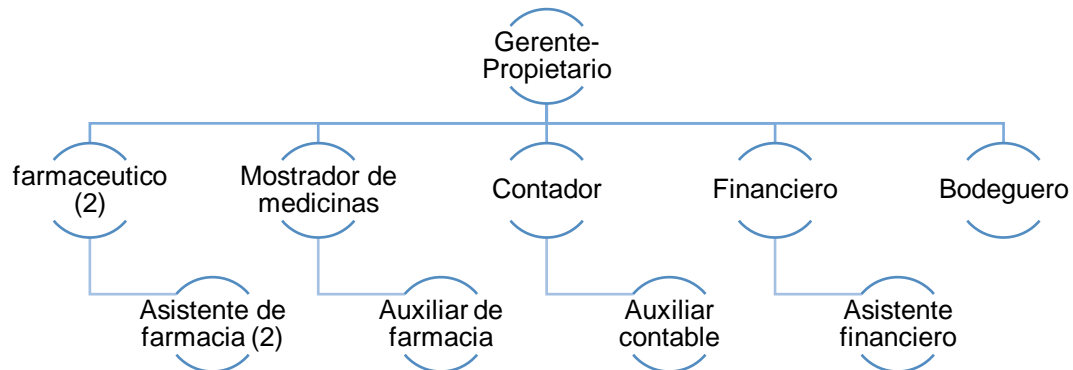 Gerente-
Propietario
farmaceutico
(2)
Mostrador de
medicinas
Contador
Financiero
Bodeguero
Asistente de
farmacia (2)
Auxiliar de
farmacia
Auxiliar
contable
Asistente
financiero